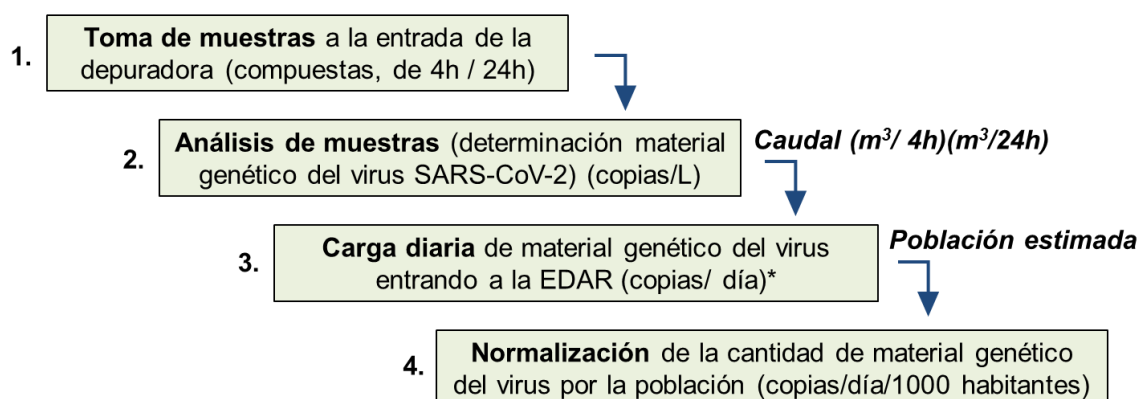 1. Toma de muestras a la entrada de la
depuradora (compuestas, de 4h / 24h)
2. Análisis de muestras (determinación material
genético del virus SARS-CoV-2) (copias/L)
Caudal (m³/ 4h)(m³/24h)
3. Carga diaria de material genético del virus
entrando a la EDAR (copias/ día)*
Población estimada
4. Normalización de la cantidad de material genético
del virus por la población (copias/día/1000 habitantes)